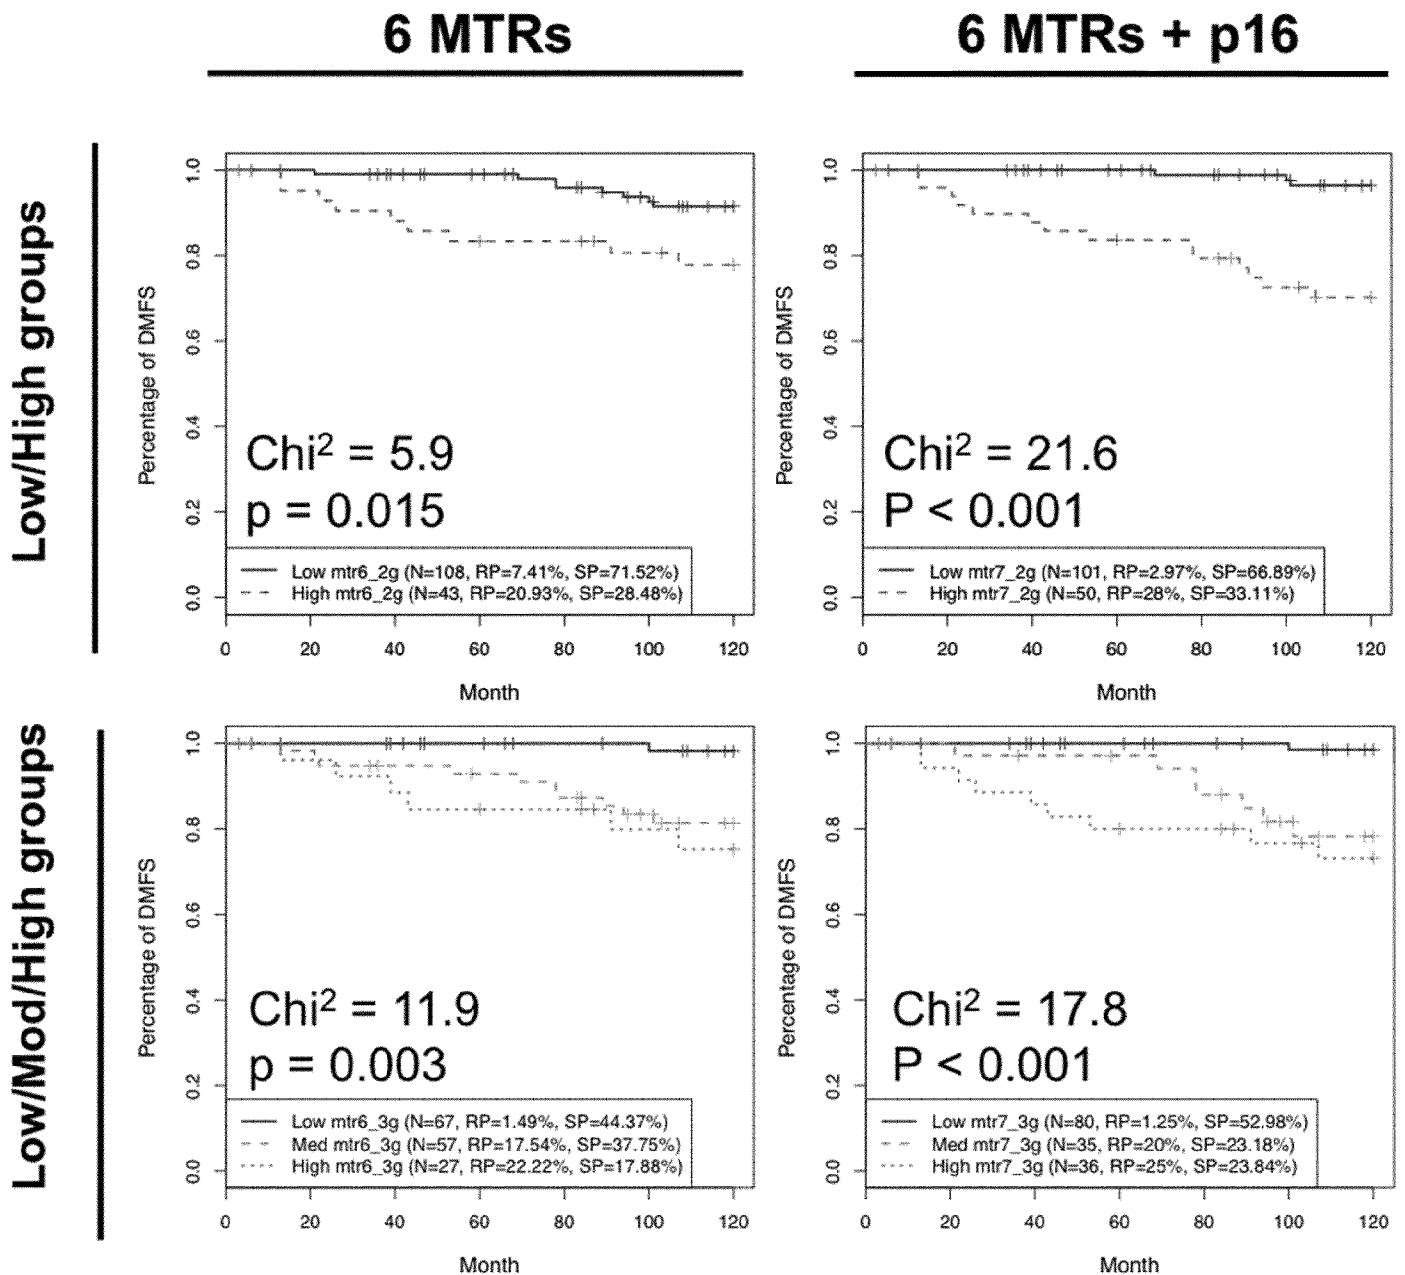 6 MTRs
6 MTRs + p16
Low/High groups
Percentage of DMFS
1.0
0.8
0.6
0.4
0.2
0.0
Chi² = 5.9
p = 0.015
Low mtr6_2g (N=108, RP=7.41%, SP=71.52%)
High mtr6_2g (N=43, RP=20.93%, SP=28.48%)
0 20 40 60 80 100 120
Month
Percentage of DMFS
1.0
0.8
0.6
0.4
0.2
0.0
Chi² = 21.6
P < 0.001
Low mtr7_2g (N=101, RP=2.97%, SP=66.89%)
High mtr7_2g (N=50, RP=28%, SP=33.11%)
0 20 40 60 80 100 120
Month
Low/Mod/High groups
Percentage of DMFS
1.0
0.8
0.6
0.4
0.2
0.0
Chi² = 11.9
p = 0.003
Low mtr6_3g (N=67, RP=1.49%, SP=44.37%)
Med mtr6_3g (N=57, RP=17.54%, SP=37.75%)
High mtr6_3g (N=27, RP=22.22%, SP=17.88%)
0 20 40 60 80 100 120
Month
Percentage of DMFS
1.0
0.8
0.6
0.4
0.2
0.0
Chi² = 17.8
P < 0.001
Low mtr7_3g (N=80, RP=1.25%, SP=52.98%)
Med mtr7_3g (N=35, RP=20%, SP=23.18%)
High mtr7_3g (N=36, RP=25%, SP=23.84%)
0 20 40 60 80 100 120
Month